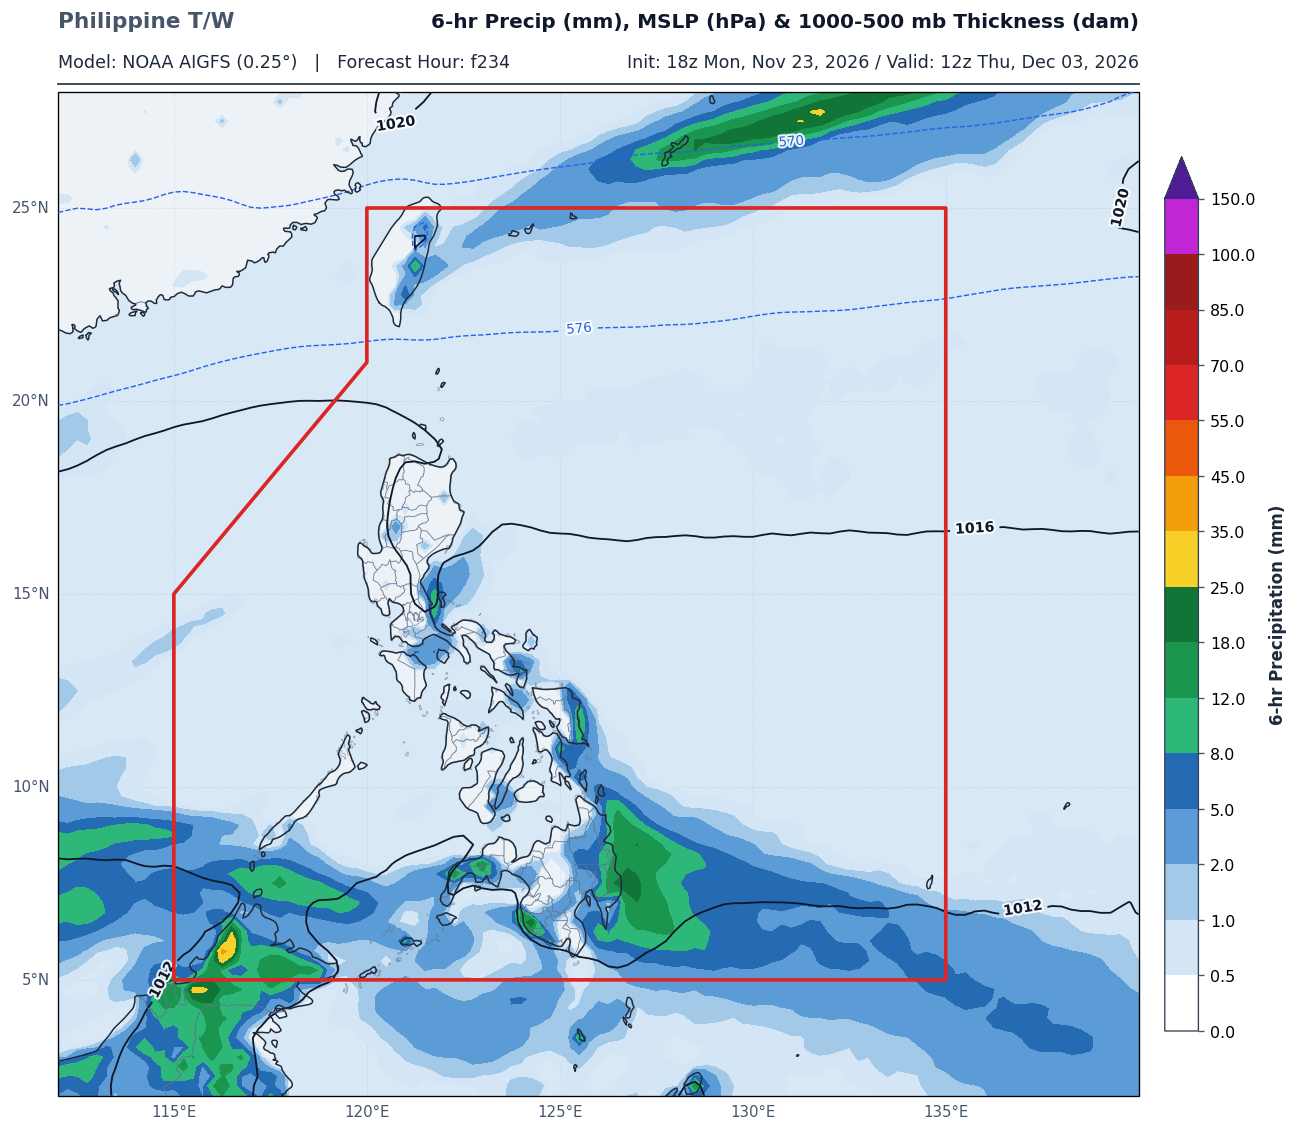 Philippine T/W
6-hr Precip (mm), MSLP (hPa) & 1000-500 mb Thickness (dam)
Model: NOAA AIGFS (0.25°) | Forecast Hour: f234
Init: 18z Mon, Nov 23, 2026 / Valid: 12z Thu, Dec 03, 2026
1020
570
1020
576
1016
1012
1012
25°N
20°N
15°N
10°N
5°N
115°E
120°E
125°E
130°E
135°E
150.0
100.0
85.0
70.0
55.0
45.0
35.0
25.0
18.0
12.0
8.0
5.0
2.0
1.0
0.5
0.0
6-hr Precipitation (mm)